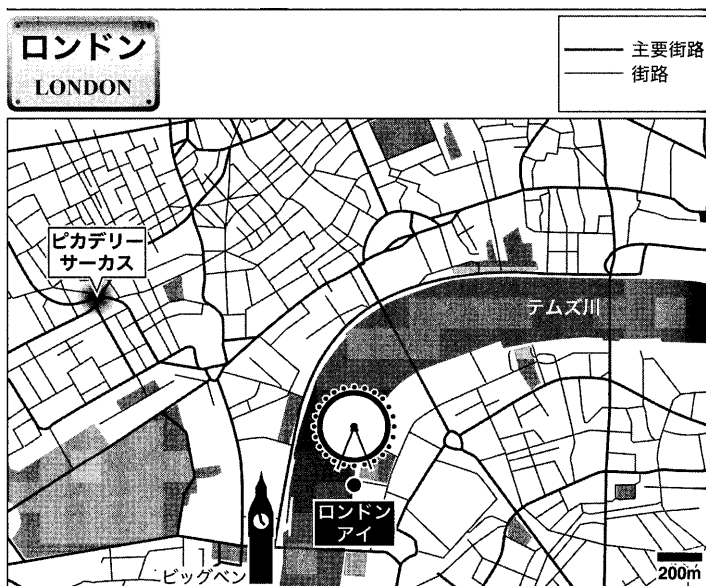 ロンドン
LONDON
主要街路
街路
ピカデリー
サーカス
テムズ川
ロンドン
アイ
ビッグベン
200m